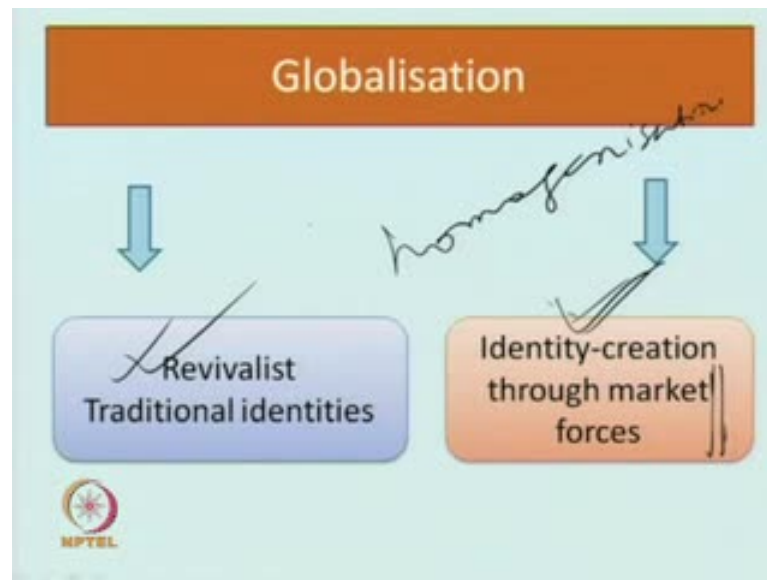 Globalisation
homogenisation
Revivalist
Traditional identities
Identity-creation
through market
forces
NPTEL